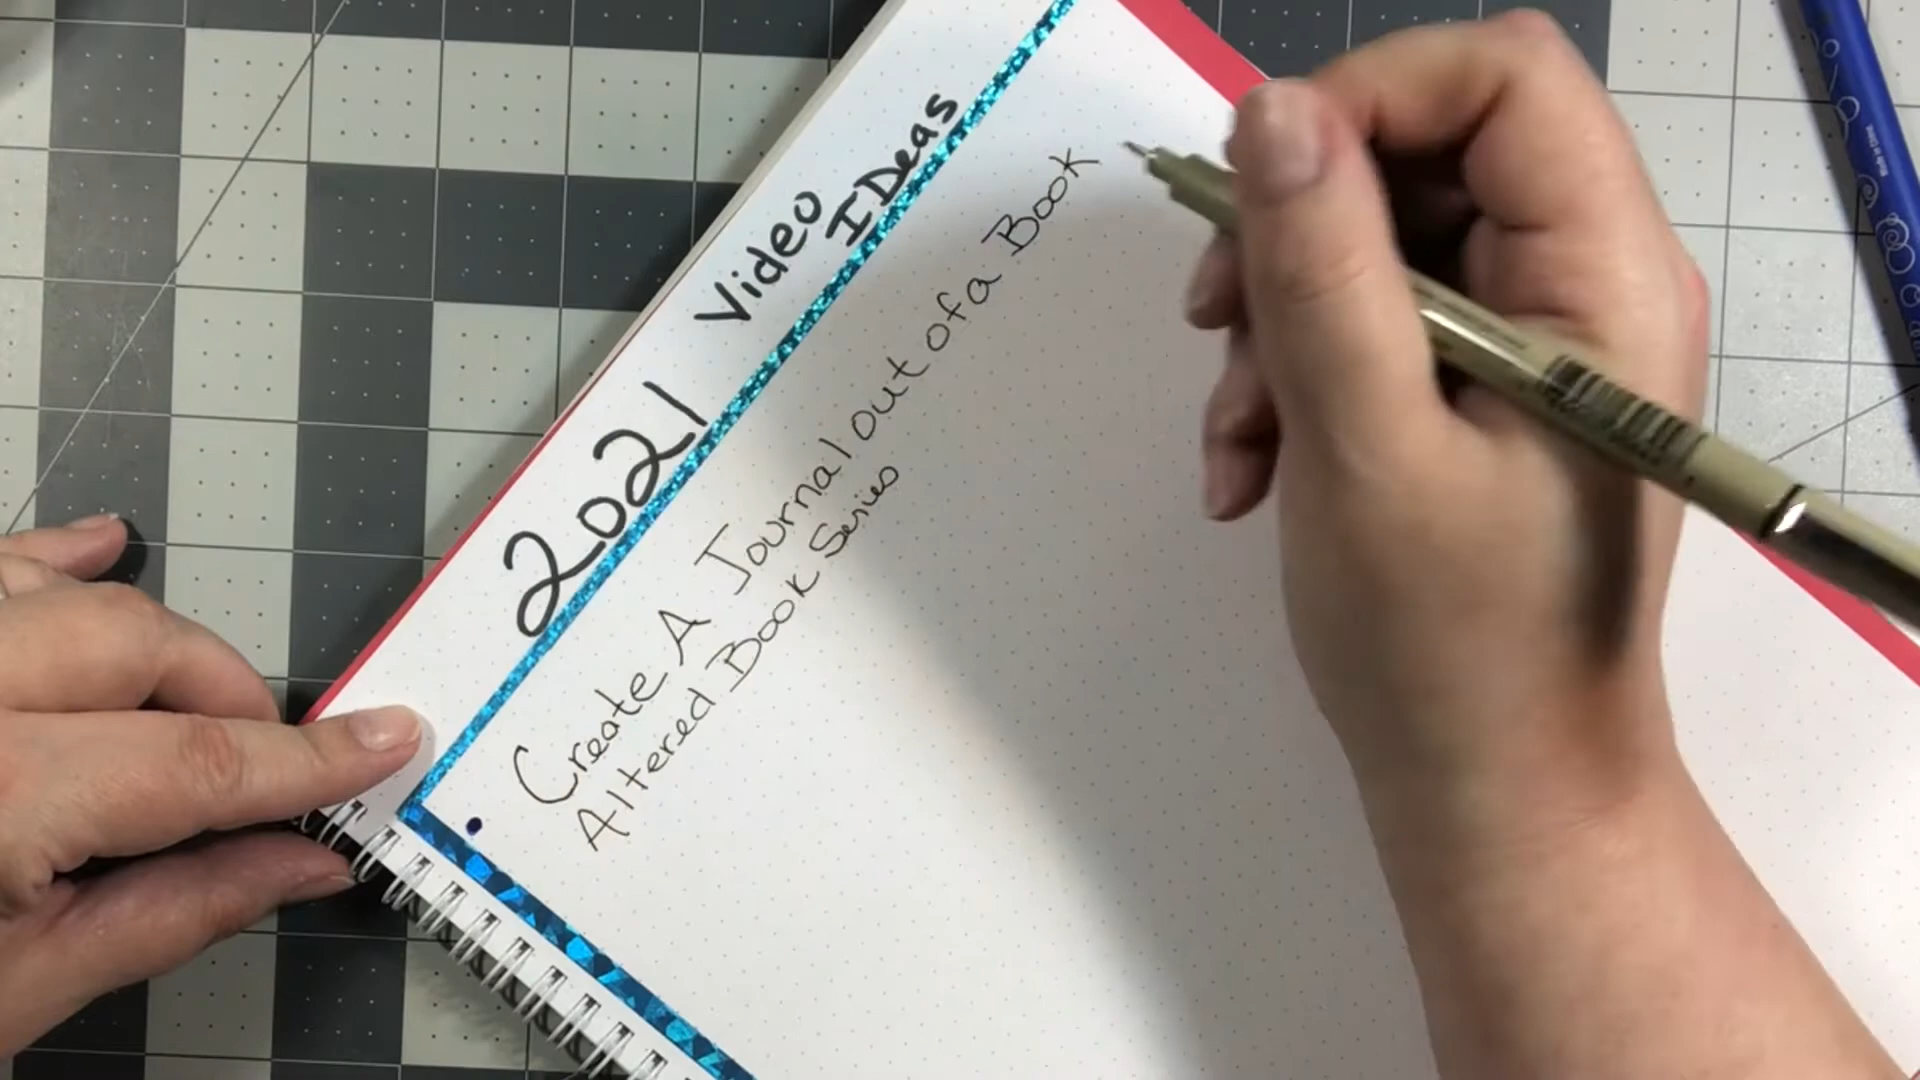 2021 Video IDeas
Create A Journal out of a Book
Altered Book Series